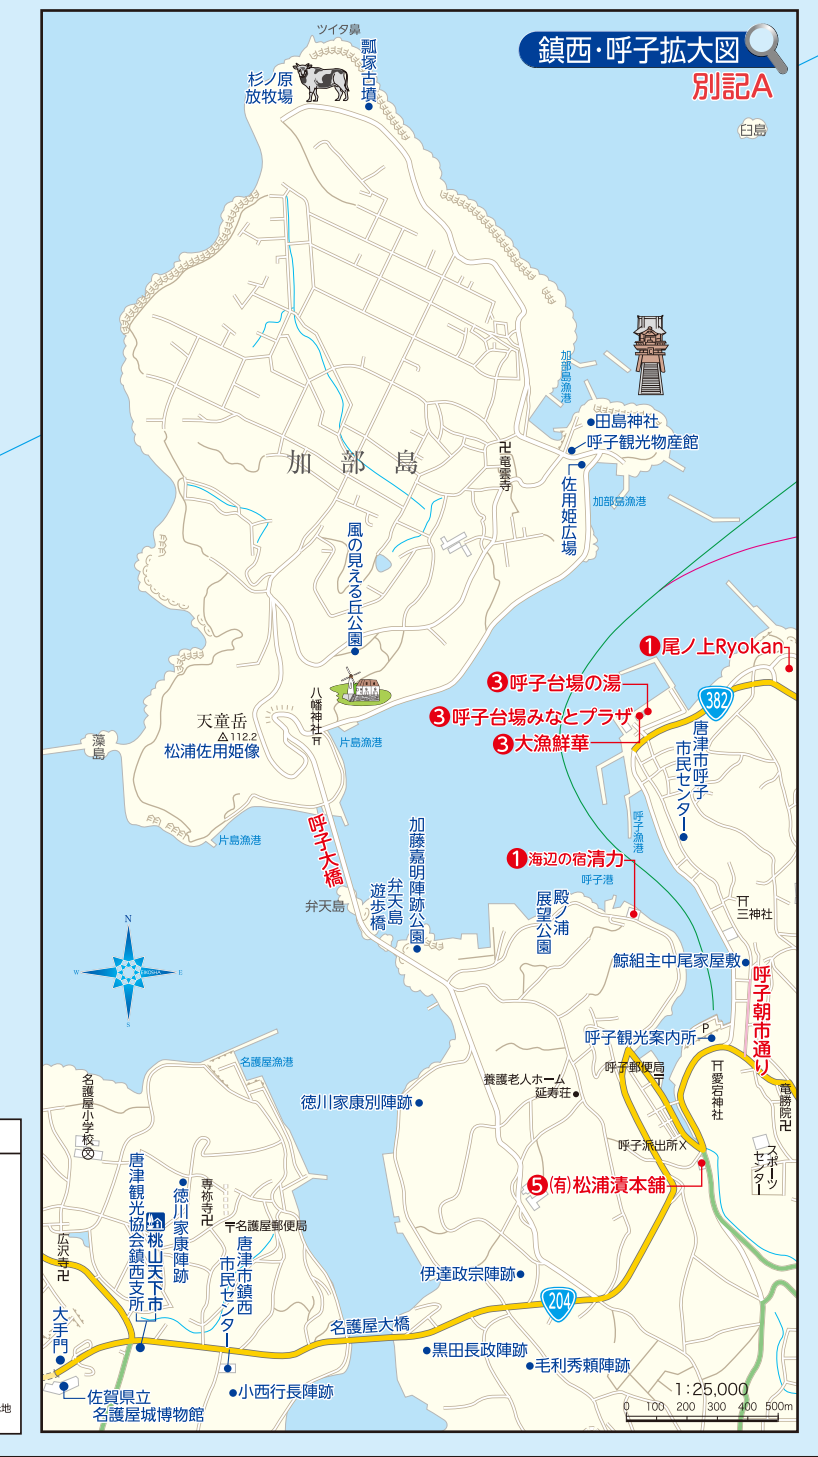 鎮西・呼子拡大図
別記A
ツイタ鼻
瓢塚古墳
杉ノ原
放牧場
臼島
加部島漁港
田島神社
呼子観光物産館
加部島
竜雲寺
佐用姫広場
加部島漁港
風の見える丘公園
❶尾ノ上Ryokan
❸呼子台場の湯
❸呼子台場みなとプラザ
❸大漁鮮華
382
唐津市呼子
市民センター
八幡神社
天童岳
112.2
松浦佐用姫像
片島漁港
藻島
片島漁港
呼子大橋
呼子漁港
❶海辺の宿清力
呼子港
加藤嘉明陣跡公園
弁天島
遊歩橋
弁天島
殿ノ浦
展望公園
三神社
鯨組主中尾家屋敷
呼子朝市通り
N
W
E
S
呼子観光案内所
P
呼子郵便局
愛宕神社
竜勝院
名護屋漁港
名護屋小学校
文
養護老人ホーム
延寿荘
徳川家康別陣跡
呼子派出所
スポーツ
センター
❺(有)松浦漬本舗
唐津観光協会鎮西支所
桃山天下市
徳川家康陣跡
専祢寺
〒名護屋郵便局
唐津市鎮西
市民センター
広沢寺
大手門
伊達政宗陣跡
204
名護屋大橋
黒田長政陣跡
毛利秀頼陣跡
小西行長陣跡
佐賀県立
名護屋城博物館
1:25,000
0 100 200 300 400 500m
地